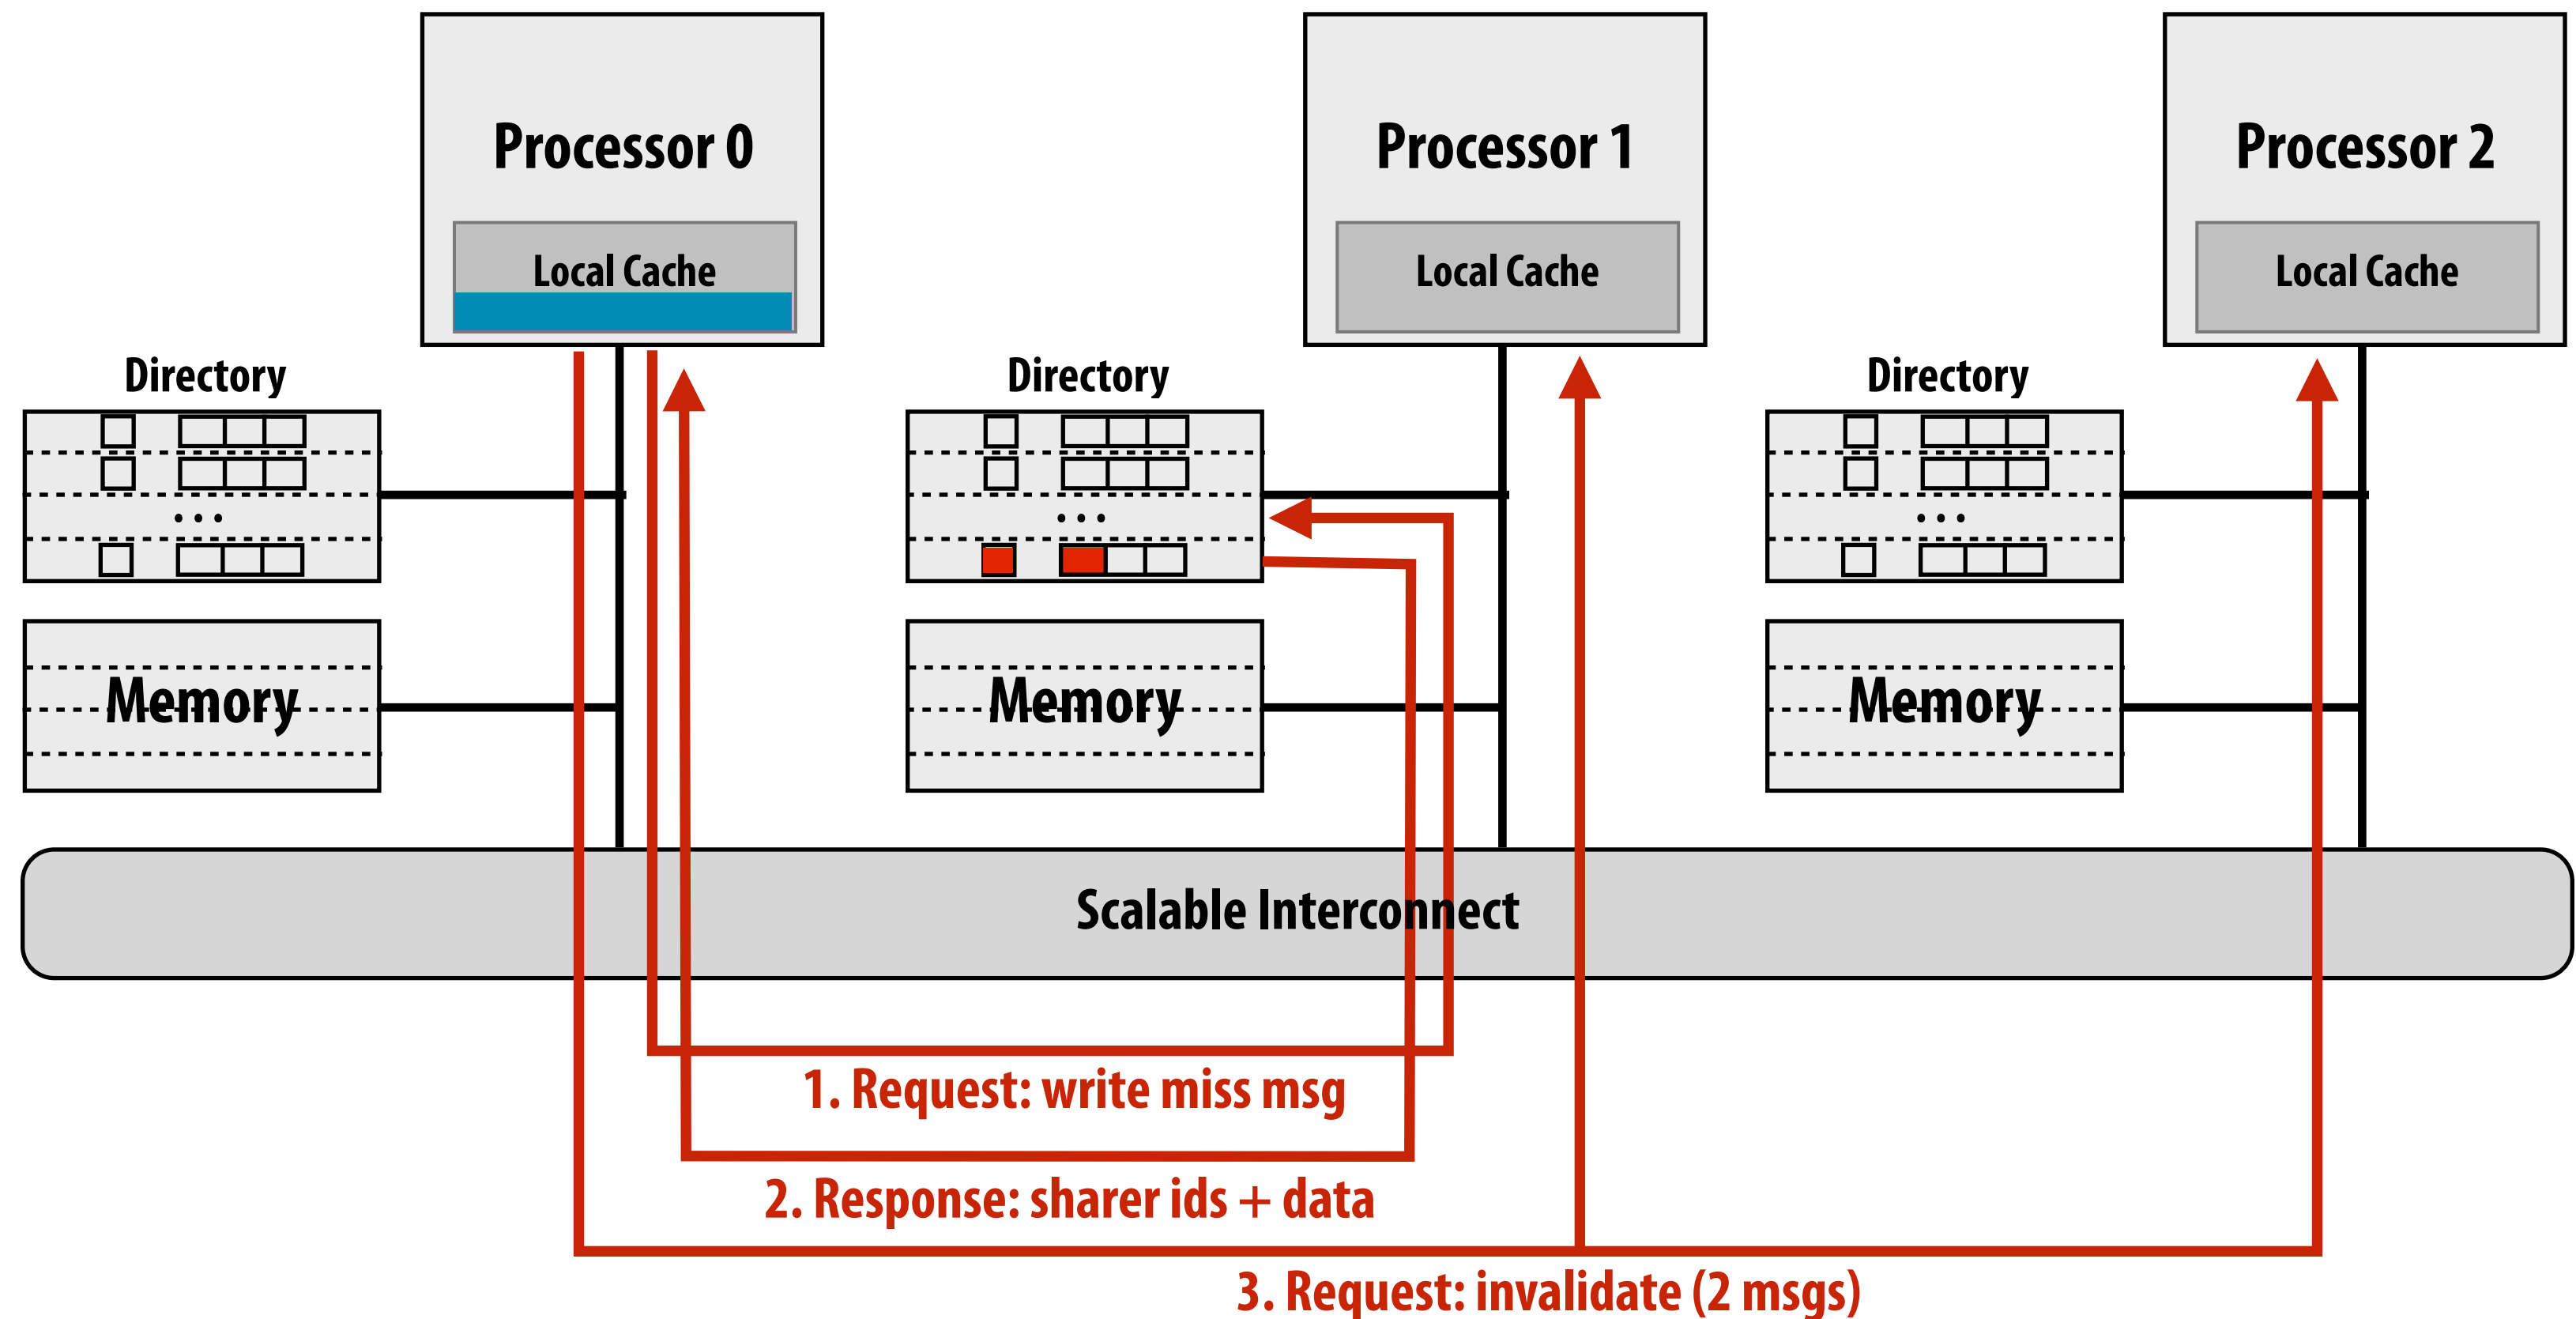 Processor 0
Processor 1
Processor 2
Local Cache
Local Cache
Local Cache
Directory
Directory
Directory
. . .
. . .
. . .
Memory
Memory
Memory
Scalable Interconnect
1. Request: write miss msg
2. Response: sharer ids + data
3. Request: invalidate (2 msgs)